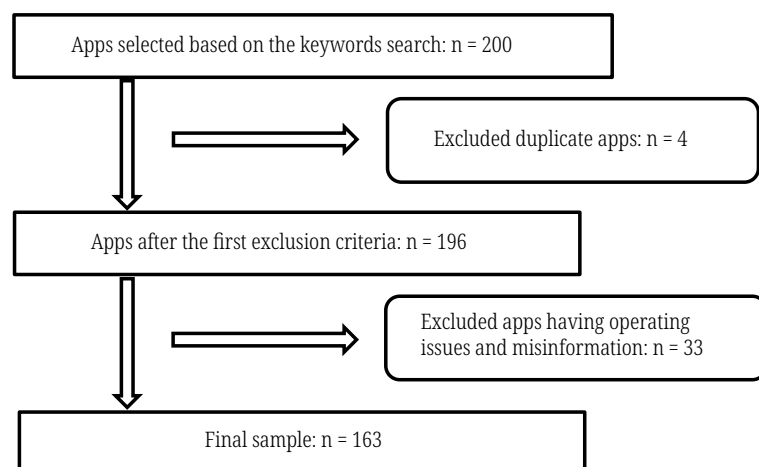 Apps selected based on the keywords search: n = 200
Excluded duplicate apps: n = 4
Apps after the first exclusion criteria: n = 196
Excluded apps having operating
issues and misinformation: n = 33
Final sample: n = 163